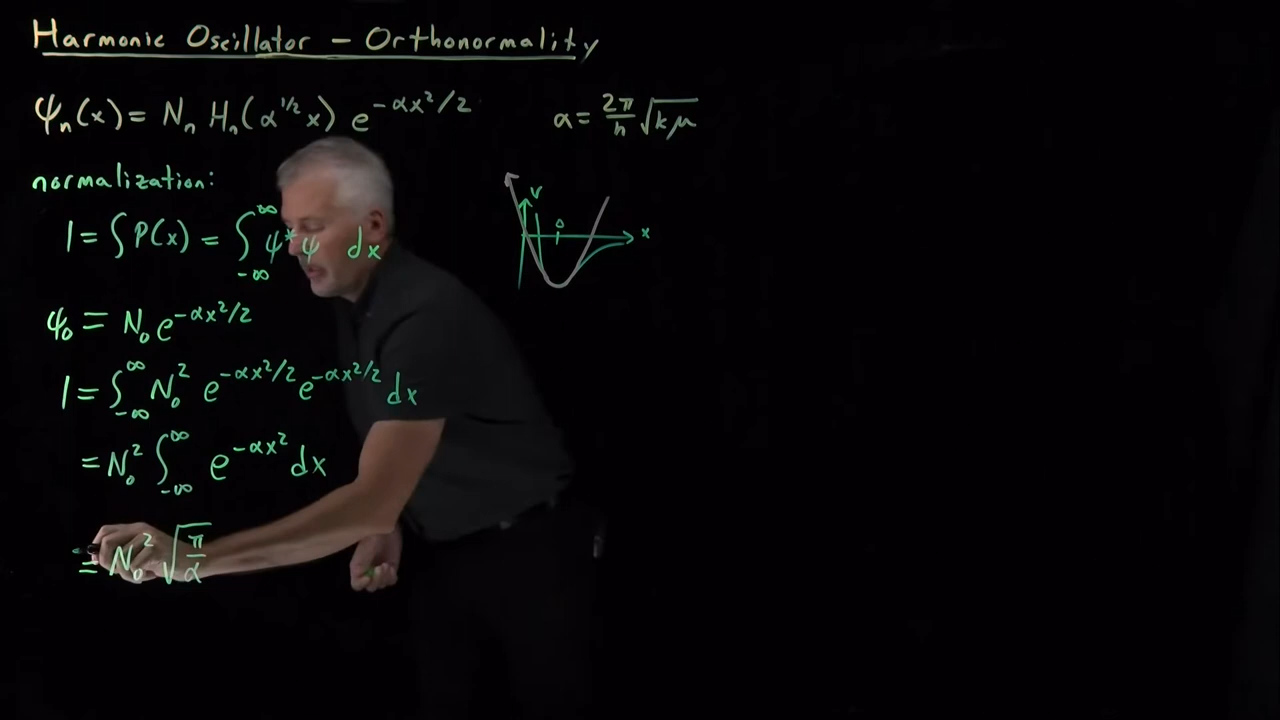 Harmonic Oscillator – Orthonormality
ψₙ(x) = Nₙ Hₙ(α^{1/2} x) e^{-αx²/2}
α = 2π/h √kμ
normalization:
1 = ∫ P(x) = ∫_{-∞}^{∞} ψ*ψ dx
V
0
x
ψ₀ = N₀ e^{-αx²/2}
1 = ∫_{-∞}^{∞} N₀² e^{-αx²/2} e^{-αx²/2} dx
= N₀² ∫_{-∞}^{∞} e^{-αx²} dx
= N₀² √π/α